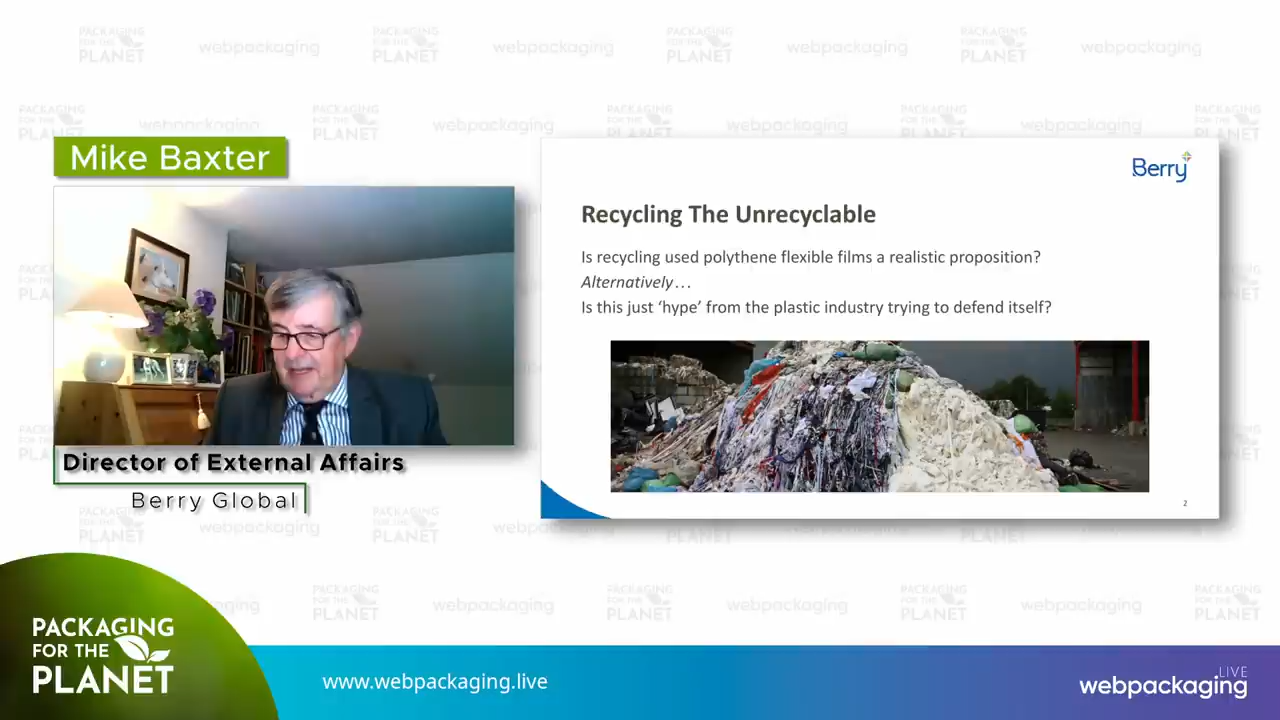 Mike Baxter
Director of External Affairs
Berry Global
Berry
Recycling The Unrecyclable
Is recycling used polythene flexible films a realistic proposition?
Alternatively...
Is this just ‘hype’ from the plastic industry trying to defend itself?
2
PACKAGING
FOR THE
PLANET
www.webpackaging.live
LIVE
webpackaging